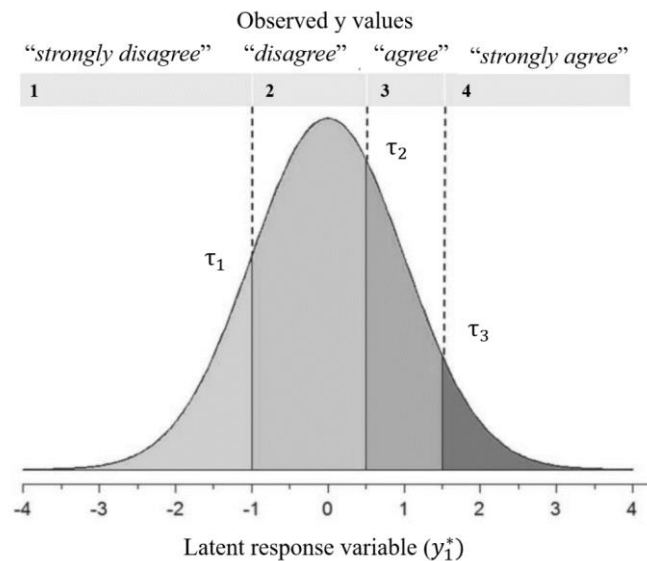 Observed y values
“strongly disagree” “disagree” “agree” “strongly agree”
1 2 3 4
τ₂
τ₁
τ₃
-4 -3 -2 -1 0 1 2 3 4
Latent response variable (y₁*)